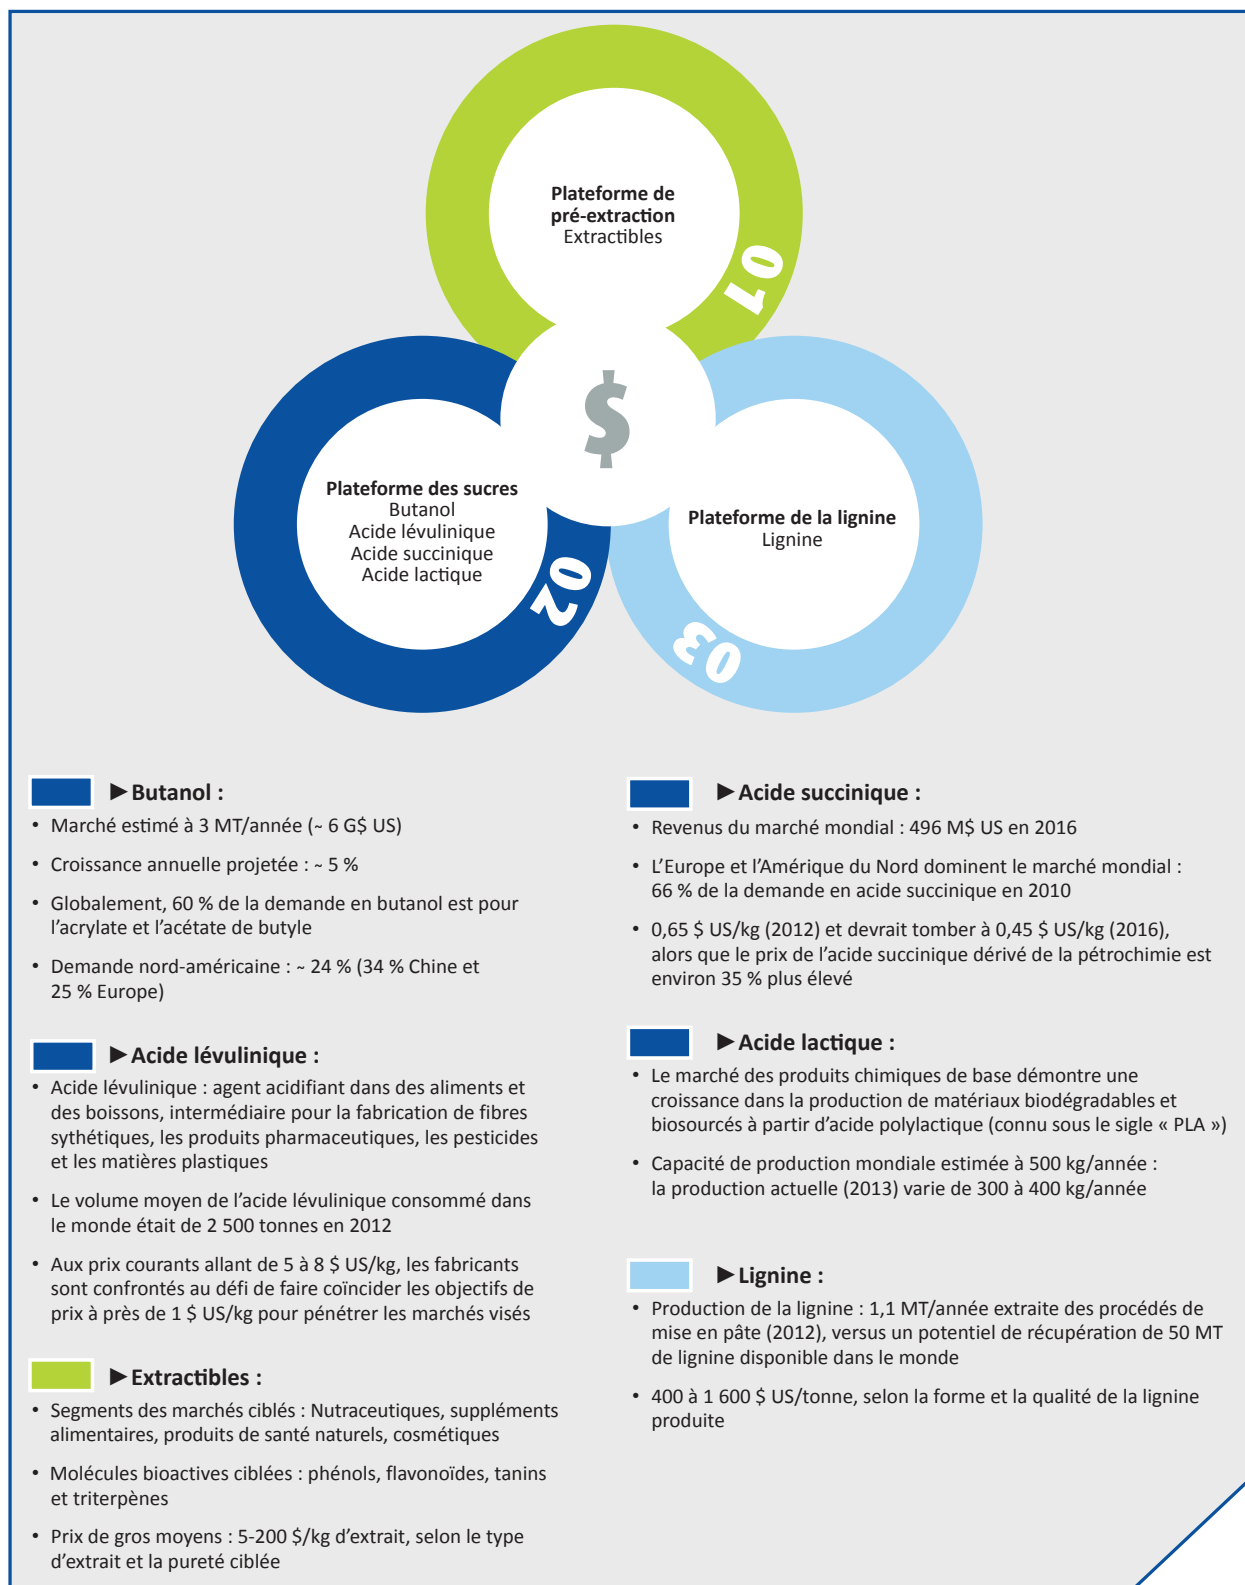 Plateforme de
pré-extraction
Extractibles
01
$
Plateforme des sucres
Butanol
Acide lévulinique
Acide succinique
Acide lactique
02
Plateforme de la lignine
Lignine
03
►Butanol :
• Marché estimé à 3 MT/année (~ 6 G$ US)
• Croissance annuelle projetée : ~ 5 %
• Globalement, 60 % de la demande en butanol est pour
l’acrylate et l’acétate de butyle
• Demande nord-américaine : ~ 24 % (34 % Chine et
25 % Europe)
►Acide lévulinique :
• Acide lévulinique : agent acidifiant dans des aliments et
des boissons, intermédiaire pour la fabrication de fibres
sythétiques, les produits pharmaceutiques, les pesticides
et les matières plastiques
• Le volume moyen de l’acide lévulinique consommé dans
le monde était de 2 500 tonnes en 2012
• Aux prix courants allant de 5 à 8 $ US/kg, les fabricants
sont confrontés au défi de faire coïncider les objectifs de
prix à près de 1 $ US/kg pour pénétrer les marchés visés
►Extractibles :
• Segments des marchés ciblés : Nutraceutiques, suppléments
alimentaires, produits de santé naturels, cosmétiques
• Molécules bioactives ciblées : phénols, flavonoïdes, tanins
et triterpènes
• Prix de gros moyens : 5-200 $/kg d’extrait, selon le type
d’extrait et la pureté ciblée
►Acide succinique :
• Revenus du marché mondial : 496 M$ US en 2016
• L’Europe et l’Amérique du Nord dominent le marché mondial :
66 % de la demande en acide succinique en 2010
• 0,65 $ US/kg (2012) et devrait tomber à 0,45 $ US/kg (2016),
alors que le prix de l’acide succinique dérivé de la pétrochimie est
environ 35 % plus élevé
►Acide lactique :
• Le marché des produits chimiques de base démontre une
croissance dans la production de matériaux biodégradables et
biosourcés à partir d’acide polylactique (connu sous le sigle « PLA »)
• Capacité de production mondiale estimée à 500 kg/année :
la production actuelle (2013) varie de 300 à 400 kg/année
►Lignine :
• Production de la lignine : 1,1 MT/année extraite des procédés de
mise en pâte (2012), versus un potentiel de récupération de 50 MT
de lignine disponible dans le monde
• 400 à 1 600 $ US/tonne, selon la forme et la qualité de la lignine
produite